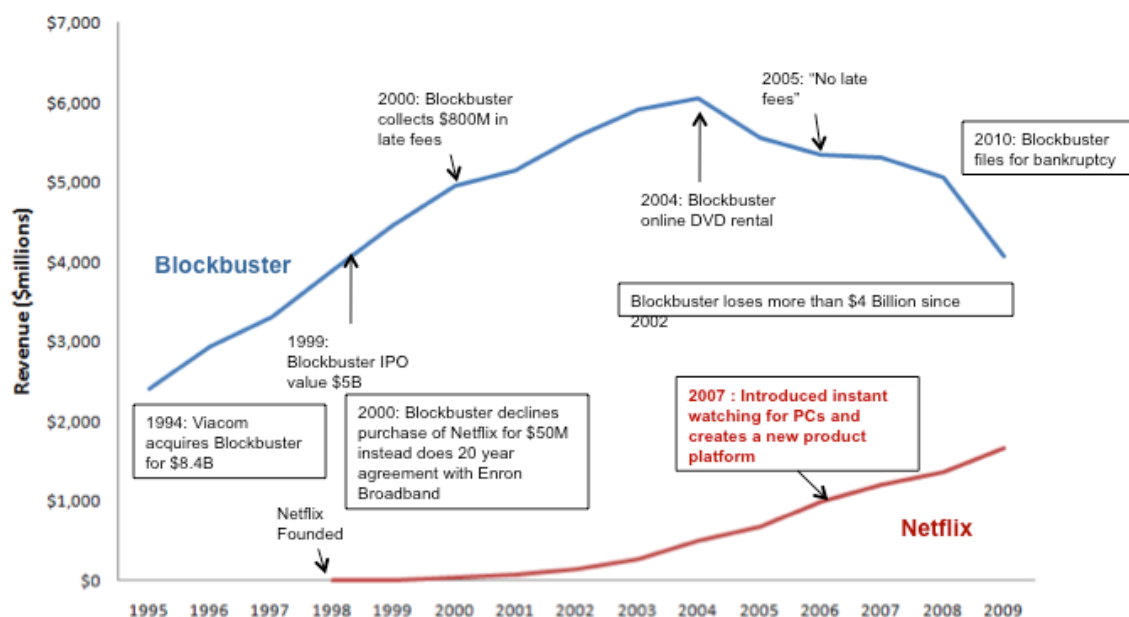 $7,000
$6,000
$5,000
$4,000
$3,000
$2,000
$1,000
$0
Revenue ($millions)
2000: Blockbuster
collects $800M in
late fees
2005: “No late
fees”
2010: Blockbuster
files for bankruptcy
2004: Blockbuster
online DVD rental
Blockbuster
Blockbuster loses more than $4 Billion since
2002
1999:
Blockbuster IPO
value $5B
1994: Viacom
acquires Blockbuster
for $8.4B
2000: Blockbuster declines
purchase of Netflix for $50M
instead does 20 year
agreement with Enron
Broadband
2007 : Introduced instant
watching for PCs and
creates a new product
platform
Netflix
Founded
Netflix
1995 1996 1997 1998 1999 2000 2001 2002 2003 2004 2005 2006 2007 2008 2009